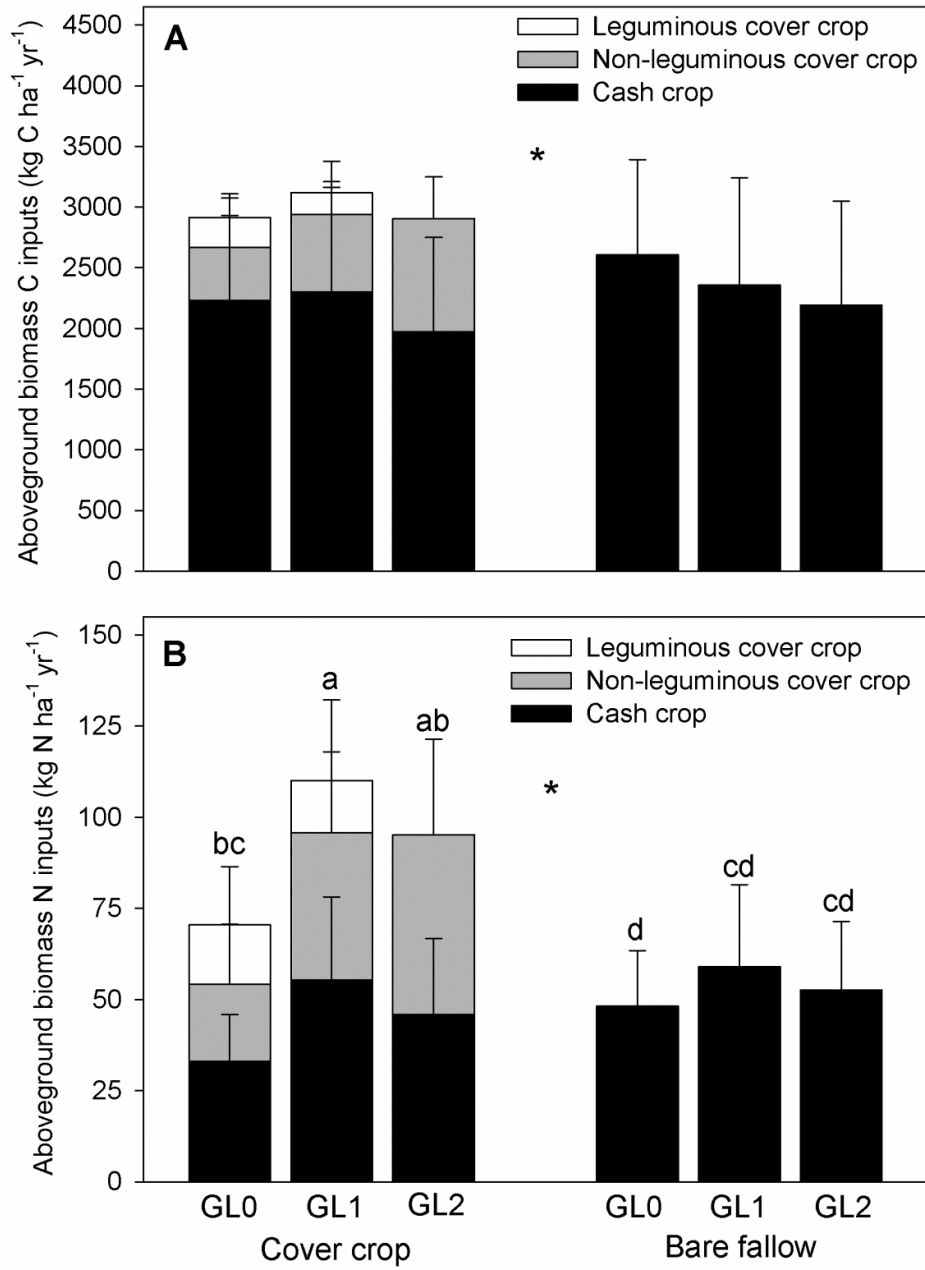 A
Leguminous cover crop
Non-leguminous cover crop
Cash crop
Aboveground biomass C inputs (kg C ha⁻¹ yr⁻¹)
4500
4000
3500
3000
2500
2000
1500
1000
500
0
*
B
Leguminous cover crop
Non-leguminous cover crop
Cash crop
Aboveground biomass N inputs (kg N ha⁻¹ yr⁻¹)
150
125
100
75
50
25
0
bc
a
ab
*
d
cd
cd
GL0 GL1 GL2 GL0 GL1 GL2
Cover crop Bare fallow